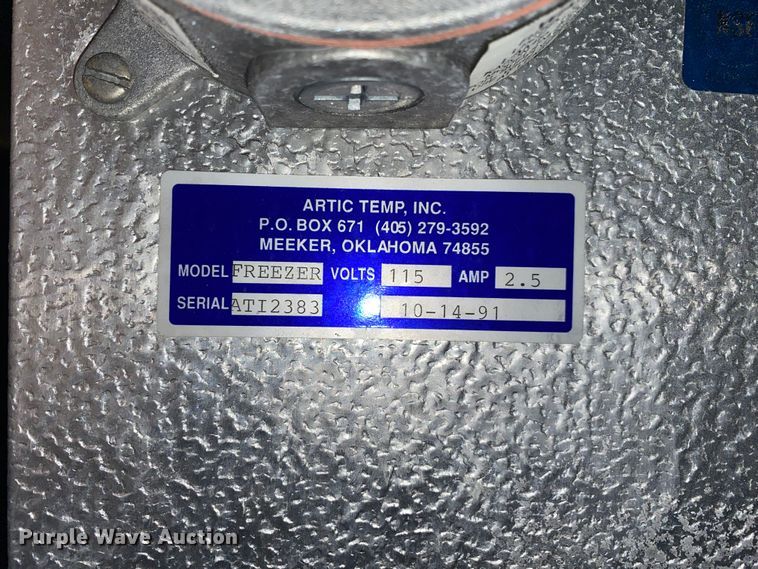 NSF
ARTIC TEMP, INC.
P.O. BOX 671 (405) 279-3592
MEEKER, OKLAHOMA 74855
MODEL FREEZER VOLTS 115 AMP 2.5
SERIAL ATI2383 10-14-91
Purple Wave Auction